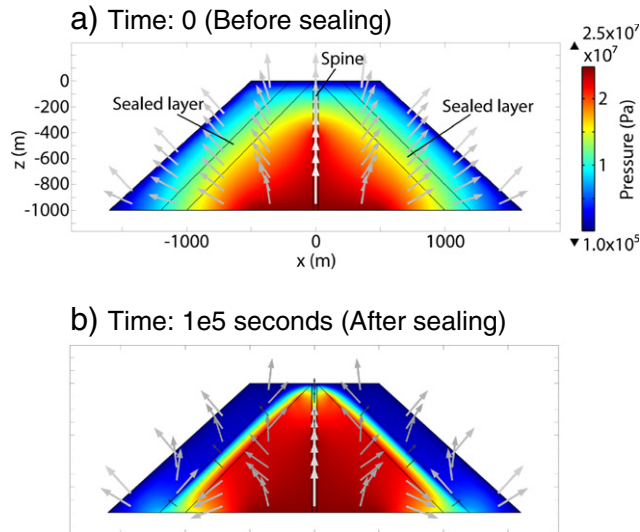 a) Time: 0 (Before sealing)
Spine
Sealed layer
Sealed layer
0
-200
-400
-600
-800
-1000
z (m)
-1000
0
1000
x (m)
2.5x10⁷
x10⁷
2
1
Pressure (Pa)
1.0x10⁵
b) Time: 1e5 seconds (After sealing)